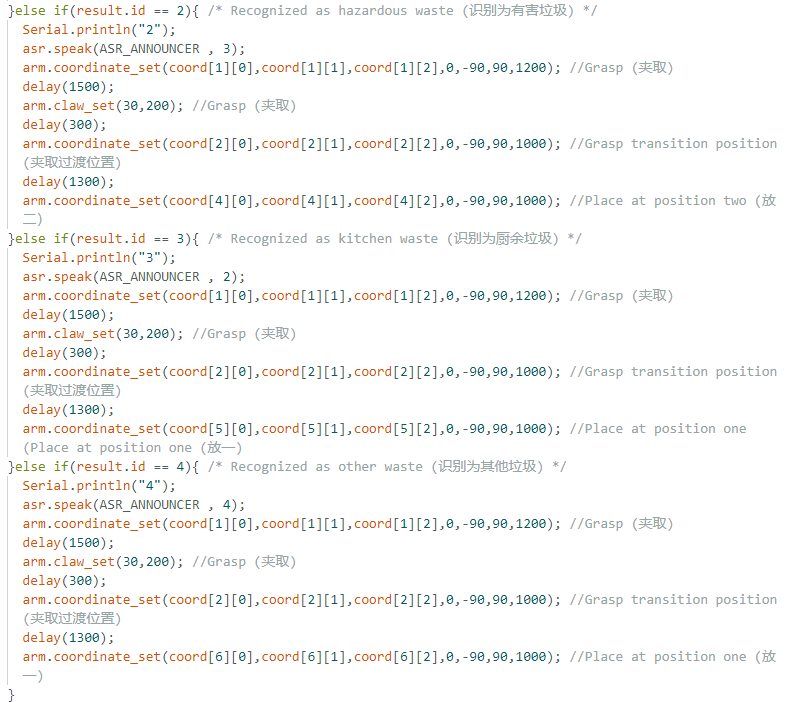 }else if(result.id == 2){ /* Recognized as hazardous waste (识别为有害垃圾) */
Serial.println("2");
asr.speak(ASR_ANNOUNCER , 3);
arm.coordinate_set(coord[1][0],coord[1][1],coord[1][2],0,-90,90,1200); //Grasp (夹取)
delay(1500);
arm.claw_set(30,200); //Grasp (夹取)
delay(300);
arm.coordinate_set(coord[2][0],coord[2][1],coord[2][2],0,-90,90,1000); //Grasp transition position
(夹取过渡位置)
delay(1300);
arm.coordinate_set(coord[4][0],coord[4][1],coord[4][2],0,-90,90,1000); //Place at position two (放
二)
}else if(result.id == 3){ /* Recognized as kitchen waste (识别为厨余垃圾) */
Serial.println("3");
asr.speak(ASR_ANNOUNCER , 2);
arm.coordinate_set(coord[1][0],coord[1][1],coord[1][2],0,-90,90,1200); //Grasp (夹取)
delay(1500);
arm.claw_set(30,200); //Grasp (夹取)
delay(300);
arm.coordinate_set(coord[2][0],coord[2][1],coord[2][2],0,-90,90,1000); //Grasp transition position
(夹取过渡位置)
delay(1300);
arm.coordinate_set(coord[5][0],coord[5][1],coord[5][2],0,-90,90,1000); //Place at position one
(Place at position one (放一)
}else if(result.id == 4){ /* Recognized as other waste (识别为其他垃圾) */
Serial.println("4");
asr.speak(ASR_ANNOUNCER , 4);
arm.coordinate_set(coord[1][0],coord[1][1],coord[1][2],0,-90,90,1200); //Grasp (夹取)
delay(1500);
arm.claw_set(30,200); //Grasp (夹取)
delay(300);
arm.coordinate_set(coord[2][0],coord[2][1],coord[2][2],0,-90,90,1000); //Grasp transition position
(夹取过渡位置)
delay(1300);
arm.coordinate_set(coord[6][0],coord[6][1],coord[6][2],0,-90,90,1000); //Place at position one (放
一)
}